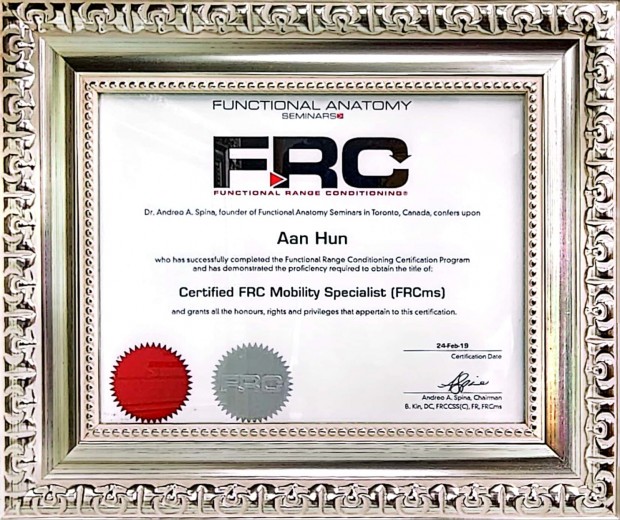 FUNCTIONAL ANATOMY
SEMINARS
FRC
FUNCTIONAL RANGE CONDITIONING®
Dr. Andreo A. Spina, founder of Functional Anatomy Seminars in Toronto, Canada, confers upon
Aan Hun
who has successfully completed the Functional Range Conditioning Certification Program
and has demonstrated the proficiency required to obtain the title of:
Certified FRC Mobility Specialist (FRCms)
and grants all the honours, rights and privileges that appertain to this certification.
24-Feb-19
Certification Date
FRC
Andreo A. Spina, Chairman
B. Kin, DC, FRCCSS(C), FR, FRCms